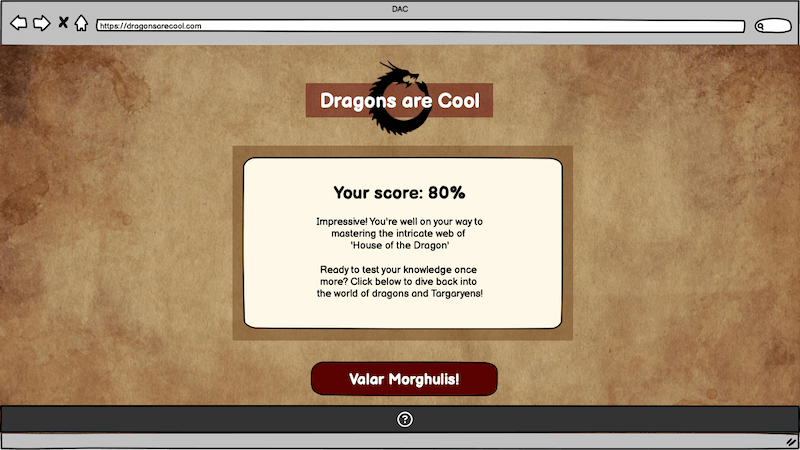 DAC
https://dragonsarecool.com
Dragons are Cool
Your score: 80%
Impressive! You're well on your way to
mastering the intricate web of
'House of the Dragon'
Ready to test your knowledge once
more? Click below to dive back into
the world of dragons and Targaryens!
Valar Morghulis!
?